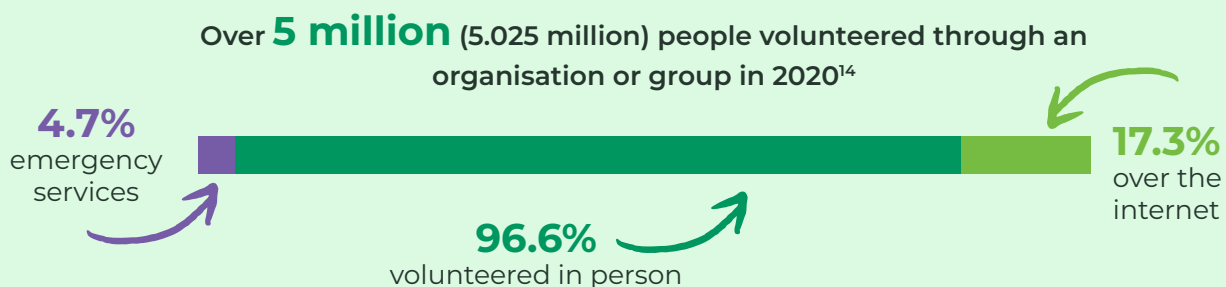 Over 5 million (5.025 million) people volunteered through an
organisation or group in 2020¹⁴
4.7%
emergency
services
17.3%
over the
internet
96.6%
volunteered in person